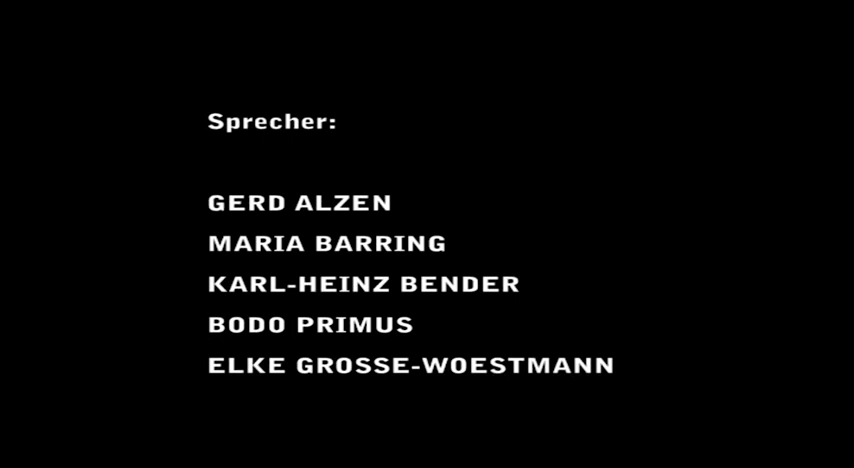 Sprecher:
GERD ALZEN
MARIA BARRING
KARL-HEINZ BENDER
BODO PRIMUS
ELKE GROSSE-WOESTMANN